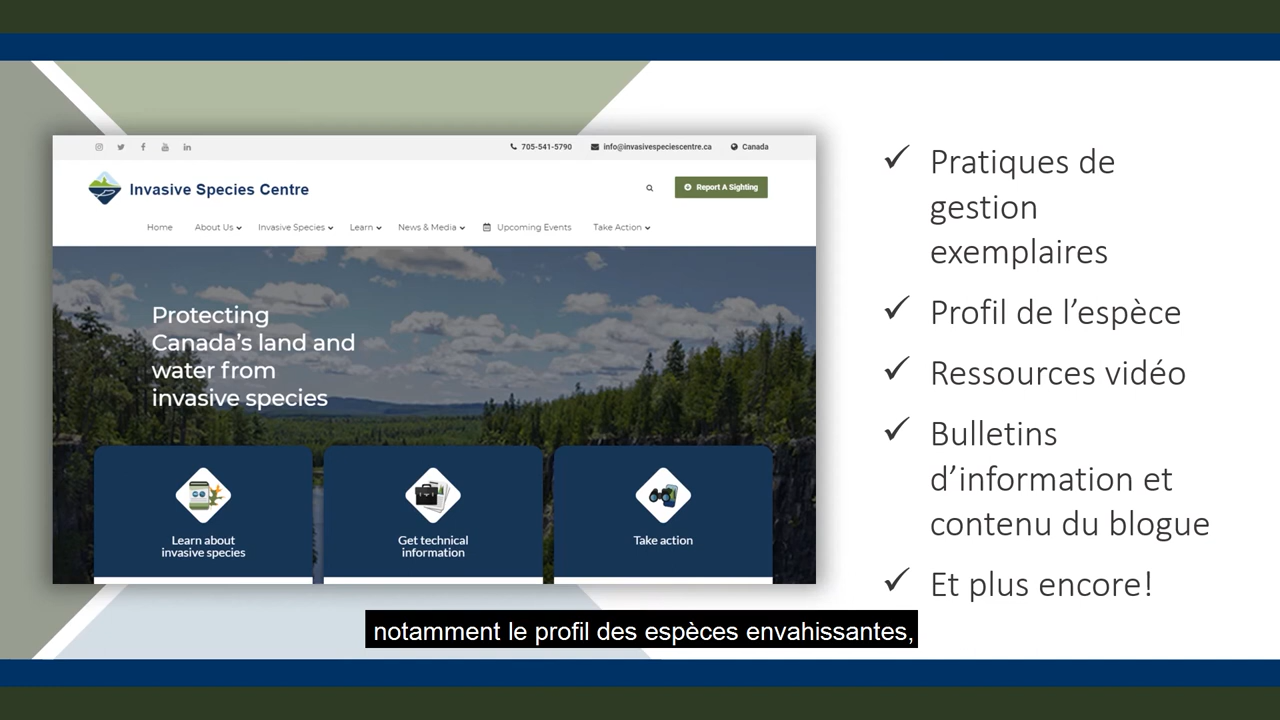 705-541-5790 info@invasivespeciescentre.ca Canada
Invasive Species Centre
Report A Sighting
Home About Us Invasive Species Learn News & Media Upcoming Events Take Action
Protecting
Canada's land and
water from
invasive species
Learn about
invasive species
Get technical
information
Take action
Pratiques de
gestion
exemplaires
Profil de l’espèce
Ressources vidéo
Bulletins
d’information et
contenu du blogue
Et plus encore!
notamment le profil des espèces envahissantes,